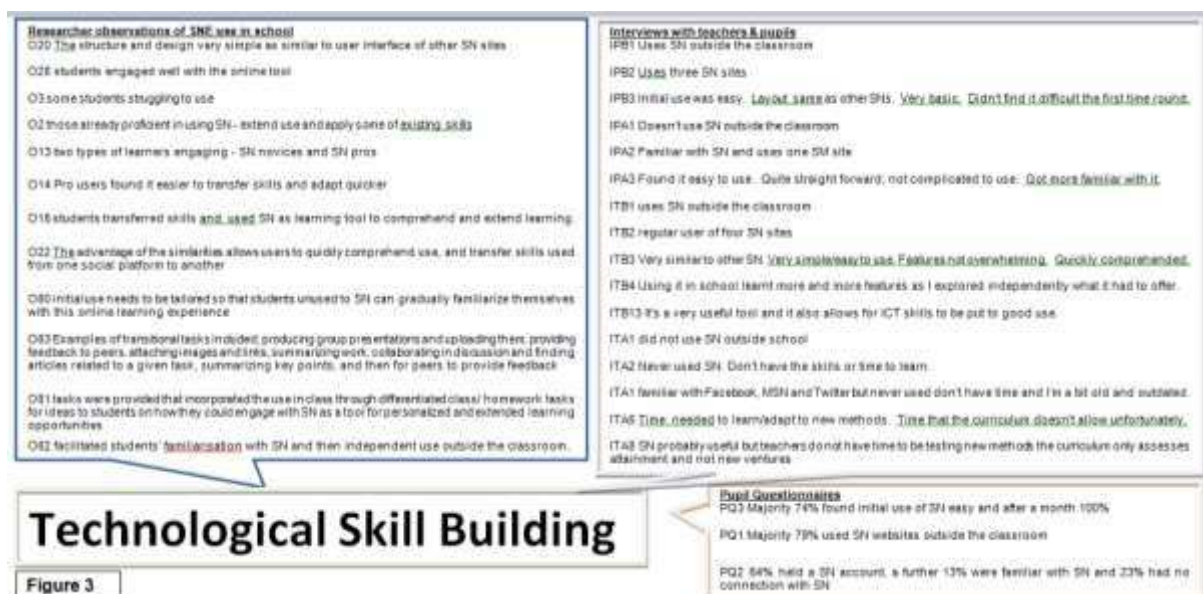 Researcher observations of SNE use in school
O20 The structure and design very simple as similar to user interface of other SN sites
O28 students engaged well with the online tool
O3 some students struggling to use
O2 those already proficient in using SN - extend use and apply some of existing skills
O13 two types of learners engaging - SN novices and SN pros
O14 Pro users found it easier to transfer skills and adapt quicker
O16 students transferred skills and used SN as learning tool to comprehend and extend learning.
O22 The advantage of the similarities allows users to quickly comprehend use, and transfer skills used
from one social platform to another
O80 initial use needs to be tailored so that students unused to SN can gradually familiarize themselves
with this online learning experience
O83 Examples of transitional tasks included: producing group presentations and uploading them, providing
feedback to peers, attaching images and links, summarizing work, collaborating in discussion and finding
articles related to a given task, summarizing key points, and then for peers to provide feedback
O81 tasks were provided that incorporated the use in class through differentiated class/ homework tasks
for ideas to students on how they could engage with SN as a tool for personalized and extended learning
opportunities
O82 facilitated students' familiarisation with SN and then independent use outside the classroom.
Interviews with teachers & pupils
IPB1 Uses SN outside the classroom
IPB2 Uses three SN sites
IPB3 Initial use was easy. Layout same as other SNs. Very basic. Didn't find it difficult the first time round.
IPA1 Doesn't use SN outside the classroom
IPA2 Familiar with SN and uses one SM site
IPA3 Found it easy to use. Quite straight forward; not complicated to use. Got more familiar with it.
ITB1 uses SN outside the classroom
ITB2 regular user of four SN sites
ITB3 Very similar to other SN. Very simple/easy to use. Features not overwhelming. Quickly comprehended.
ITB4 Using it in school learnt more and more features as I explored independently what it had to offer.
ITB13 It's a very useful tool and it also allows for ICT skills to be put to good use.
ITA1 did not use SN outside school
ITA2 Never used SN. Don't have the skills or time to learn.
ITA1 familiar with Facebook, MSN and Twitter but never used don't have time and I'm a bit old and outdated.
ITA6 Time needed to learn/adapt to new methods. Time that the curriculum doesn't allow unfortunately.
ITA8 SN probably useful but teachers do not have time to be testing new methods the curriculum only assesses
attainment and not new ventures
Technological Skill Building
Pupil Questionnaires
PQ3 Majority 74% found initial use of SN easy and after a month 100%
PQ1 Majority 79% used SN websites outside the classroom
PQ2 64% held a SN account, a further 13% were familiar with SN and 23% had no
connection with SN
Figure 3